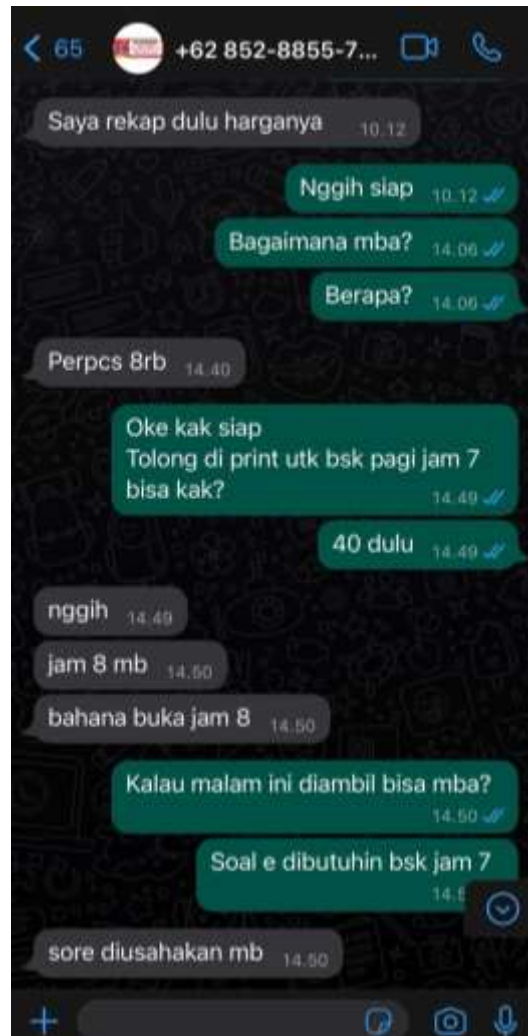 65
+62 852-8855-7...
Saya rekap dulu harganya 10.12
Nggih siap 10.12
Bagaimana mba? 14.06
Berapa? 14.06
Perpcs 8rb 14.40
Oke kak siap
Tolong di print utk bsk pagi jam 7
bisa kak? 14.49
40 dulu 14.49
nggih 14.49
jam 8 mb 14.50
bahana buka jam 8 14.50
Kalau malam ini diambil bisa mba?
14.50
Soal e dibutuhin bsk jam 7
sore diusahakan mb 14.50